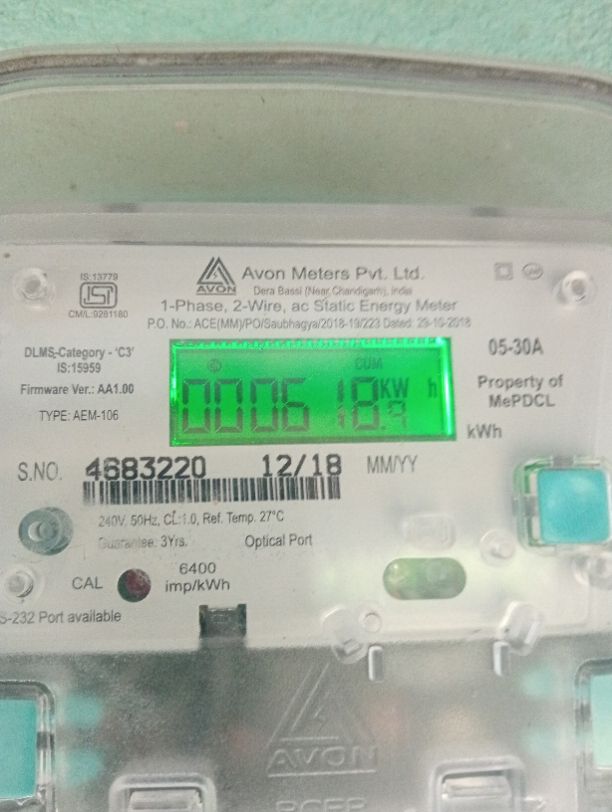 IS:13779
ISI
CM/L:9281180
AVON
Avon Meters Pvt. Ltd.
Dera Bassi (Near, Chandigarh), India
1-Phase, 2-Wire, ac Static Energy Meter
P.O. No.: ACE(MM)/PO/Saubhagya/2018-19/223 Dated: 29-10-2018
DLMS-Category - 'C3'
IS:15959
Firmware Ver.: AA1.00
TYPE: AEM-106
CUM
000618.9 KW h
05-30A
Property of
MePDCL
kWh
S.NO. 4683220 12/18 MM/YY
240V, 50Hz, CL:1.0, Ref. Temp. 27°C
Guarantee: 3Yrs. Optical Port
CAL 6400
imp/kWh
S-232 Port available
AVON